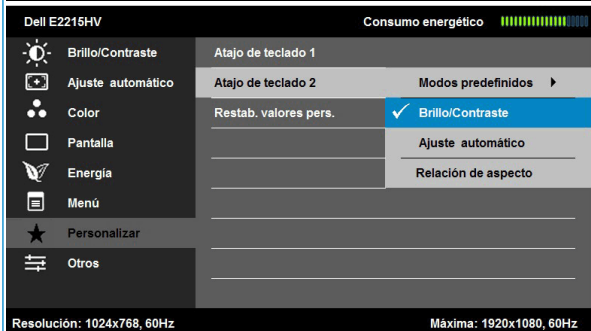 Dell E2215HV Consumo energético
Brillo/Contraste Atajo de teclado 1
Ajuste automático Atajo de teclado 2 Modos predefinidos
Color Restab. valores pers. Brillo/Contraste
Pantalla Ajuste automático
Energía Relación de aspecto
Menú
Personalizar
Otros
Resolución: 1024x768, 60Hz Máxima: 1920x1080, 60Hz